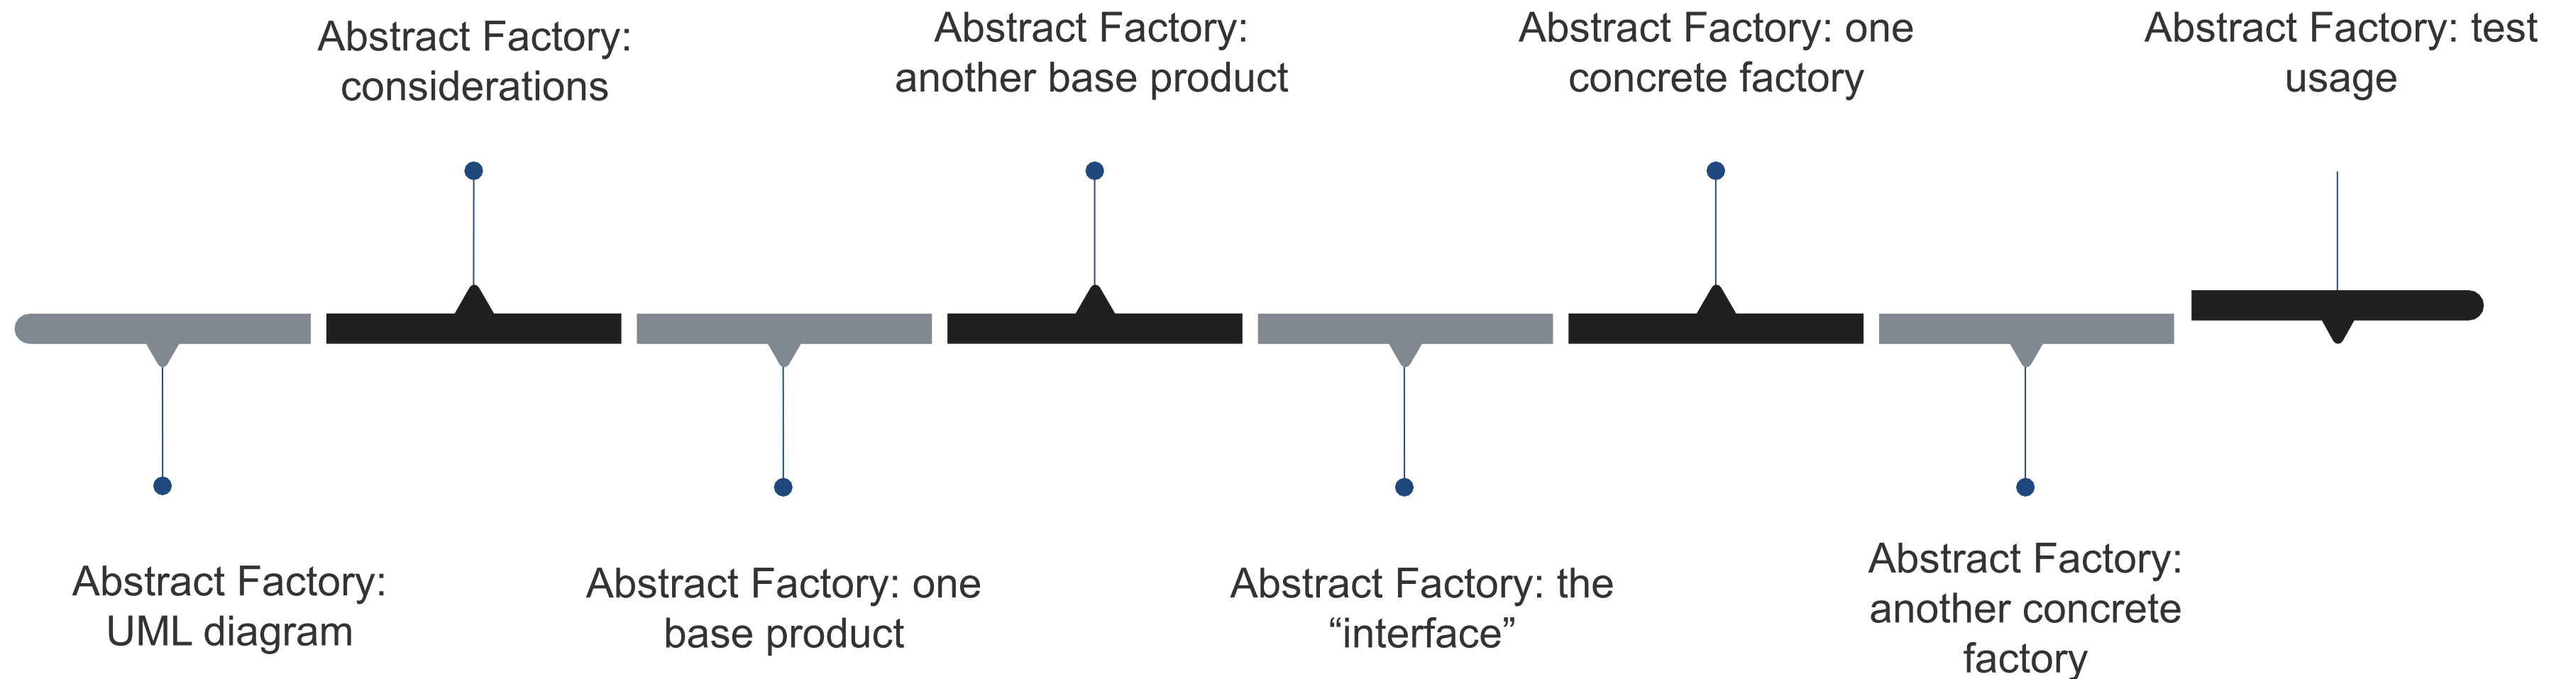 Abstract Factory:
UML diagram
Abstract Factory:
considerations
Abstract Factory: one
base product
Abstract Factory:
another base product
Abstract Factory: the
“interface”
Abstract Factory: one
concrete factory
Abstract Factory:
another concrete
factory
Abstract Factory: test
usage